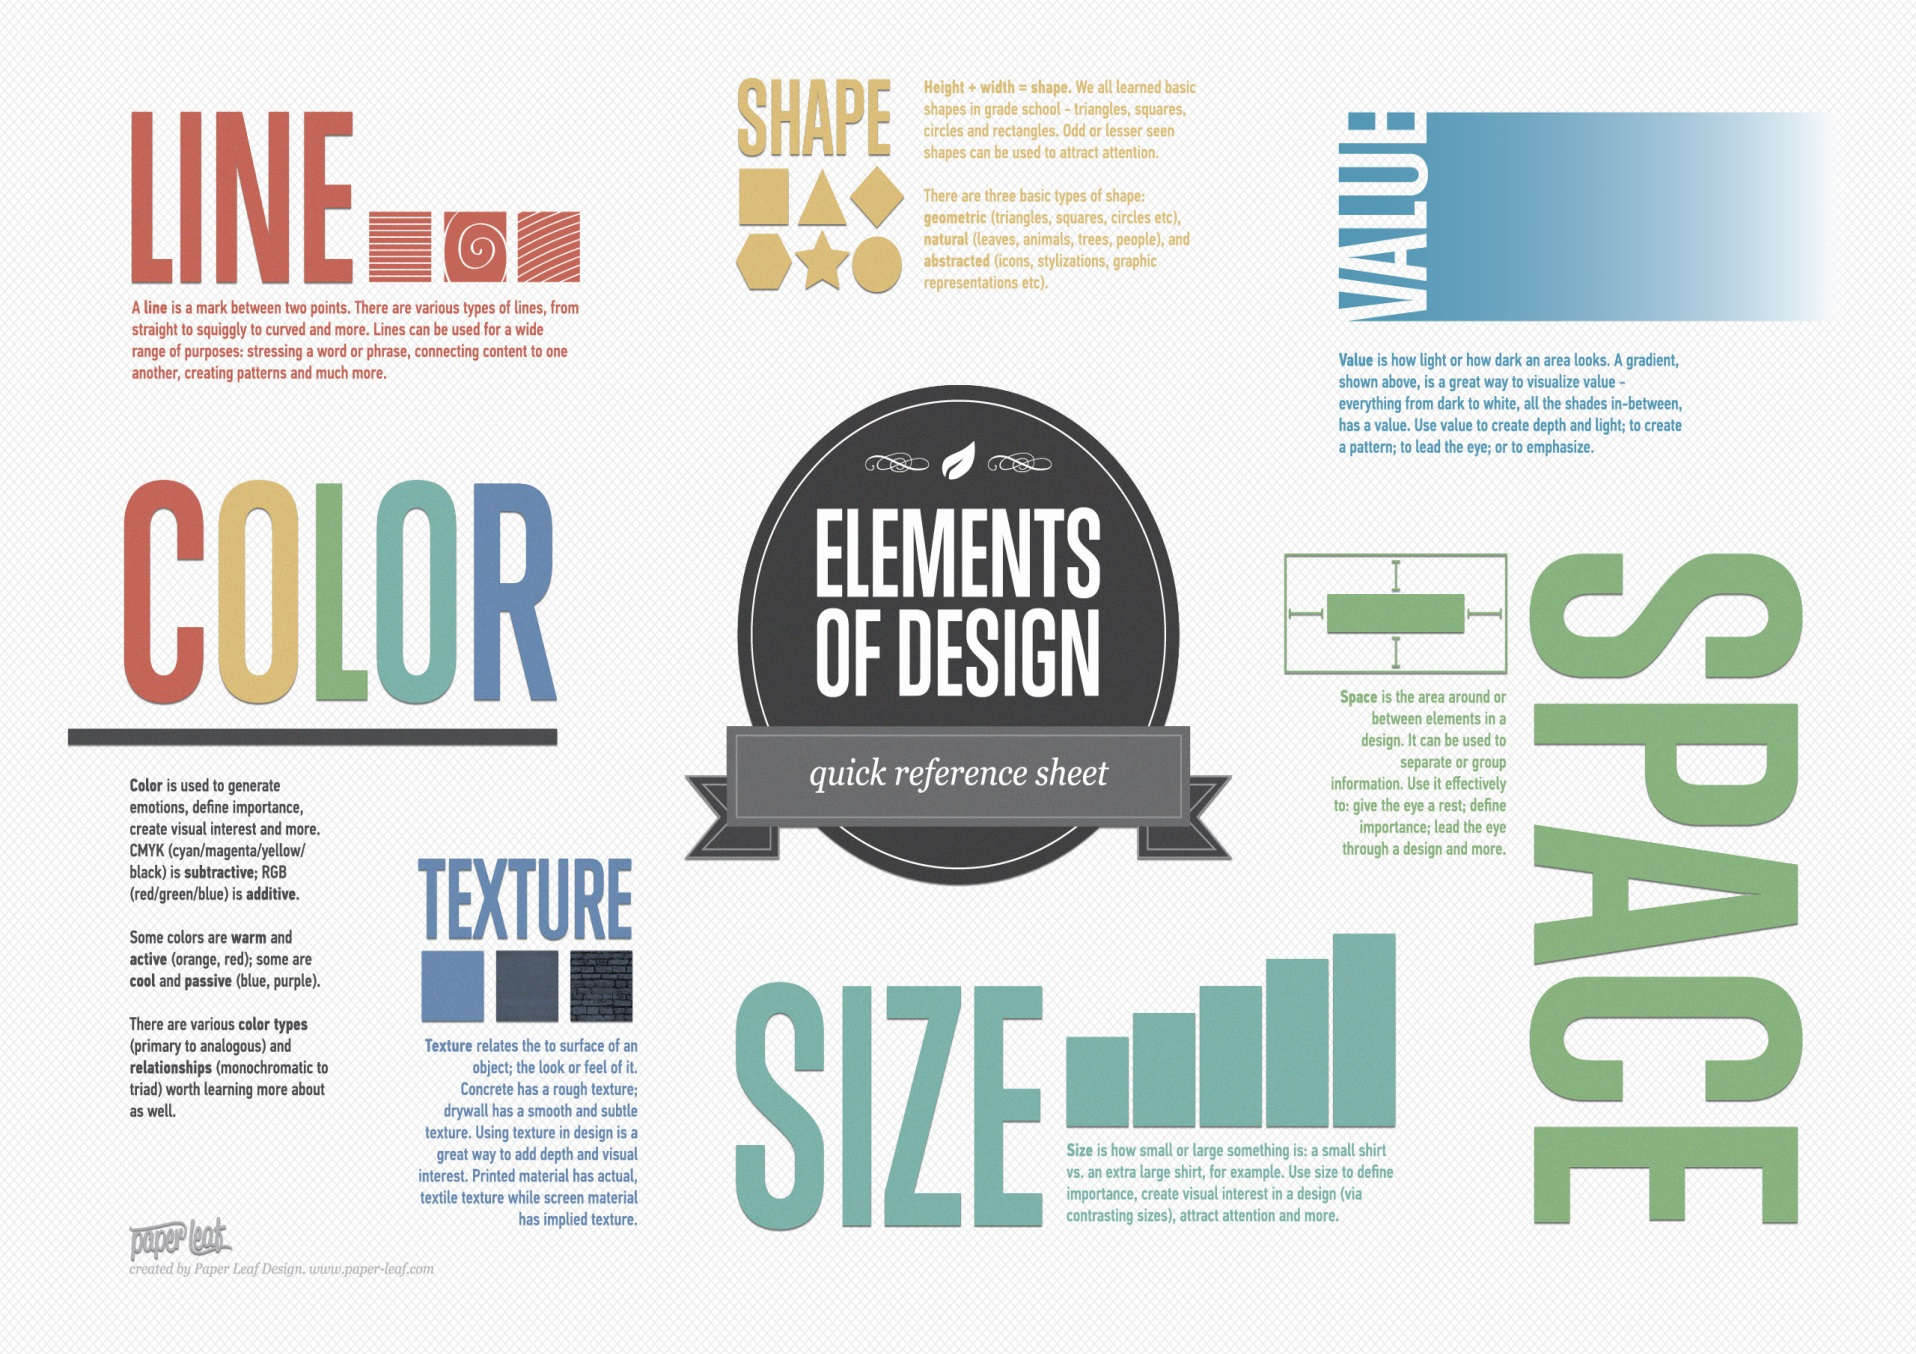 LINE
A line is a mark between two points. There are various types of lines, from
straight to squiggly to curved and more. Lines can be used for a wide
range of purposes: stressing a word or phrase, connecting content to one
another, creating patterns and much more.
SHAPE
Height + width = shape. We all learned basic
shapes in grade school - triangles, squares,
circles and rectangles. Odd or lesser seen
shapes can be used to attract attention.
There are three basic types of shape:
geometric (triangles, squares, circles etc),
natural (leaves, animals, trees, people), and
abstracted (icons, stylizations, graphic
representations etc).
VALUE
Value is how light or how dark an area looks. A gradient,
shown above, is a great way to visualize value -
everything from dark to white, all the shades in-between,
has a value. Use value to create depth and light; to create
a pattern; to lead the eye; or to emphasize.
COLOR
Color is used to generate
emotions, define importance,
create visual interest and more.
CMYK (cyan/magenta/yellow/
black) is subtractive; RGB
(red/green/blue) is additive.
Some colors are warm and
active (orange, red); some are
cool and passive (blue, purple).
There are various color types
(primary to analogous) and
relationships (monochromatic to
triad) worth learning more about
as well.
ELEMENTS
OF DESIGN
quick reference sheet
SPACE
Space is the area around or
between elements in a
design. It can be used to
separate or group
information. Use it effectively
to: give the eye a rest; define
importance; lead the eye
through a design and more.
TEXTURE
Texture relates the to surface of an
object; the look or feel of it.
Concrete has a rough texture;
drywall has a smooth and subtle
texture. Using texture in design is a
great way to add depth and visual
interest. Printed material has actual,
textile texture while screen material
has implied texture.
SIZE
Size is how small or large something is: a small shirt
vs. an extra large shirt, for example. Use size to define
importance, create visual interest in a design (via
contrasting sizes), attract attention and more.
paper leaf
created by Paper Leaf Design. www.paper-leaf.com